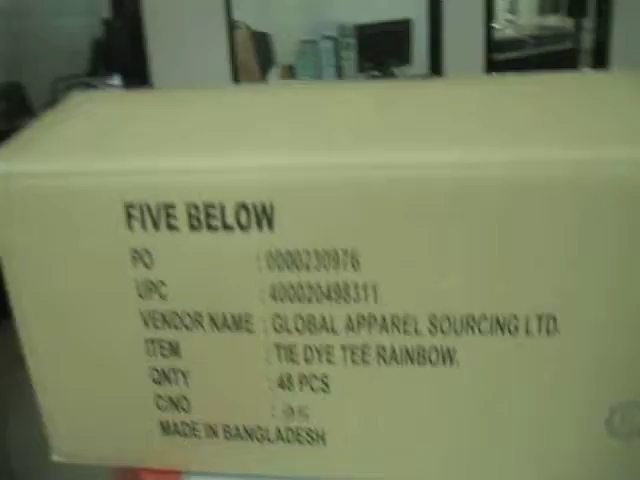 FIVE BELOW
PO : 0000230976
UPC : 400020498311
VENDOR NAME : GLOBAL APPAREL SOURCING LTD.
ITEM : TIE DYE TEE RAINBOW.
QNTY : 48 PCS
C/NO :
MADE IN BANGLADESH